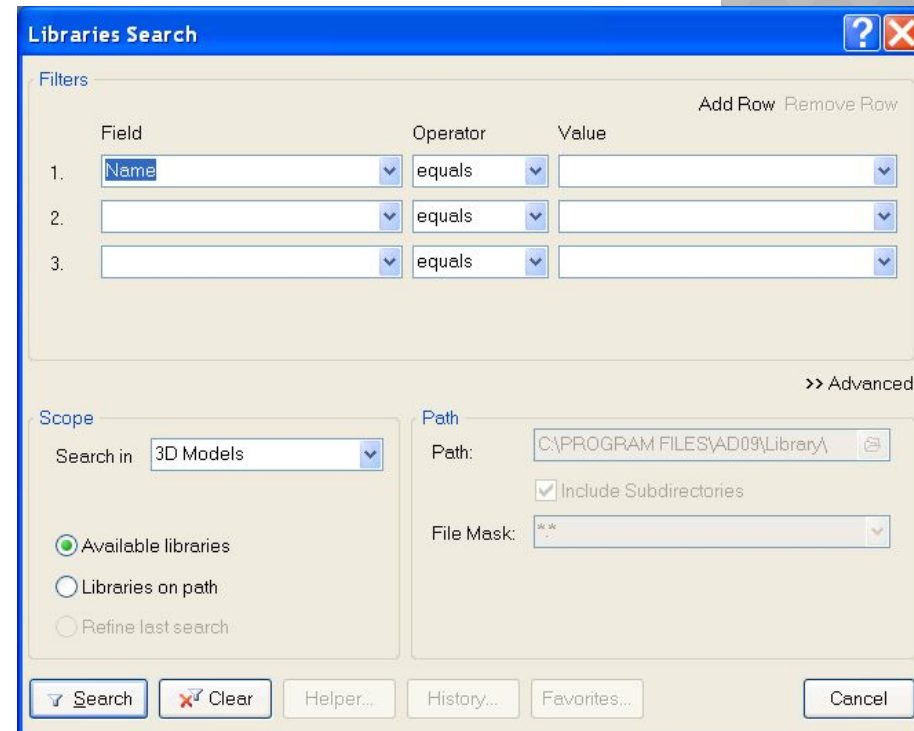 Libraries Search
Filters
Add Row Remove Row
Field Operator Value
1. Name equals
2. equals
3. equals
>> Advanced
Scope
Search in 3D Models
Available libraries
Libraries on path
Refine last search
Path
Path: C:\PROGRAM FILES\AD09\Library\
Include Subdirectories
File Mask: *.*
Search Clear Helper... History... Favorites... Cancel